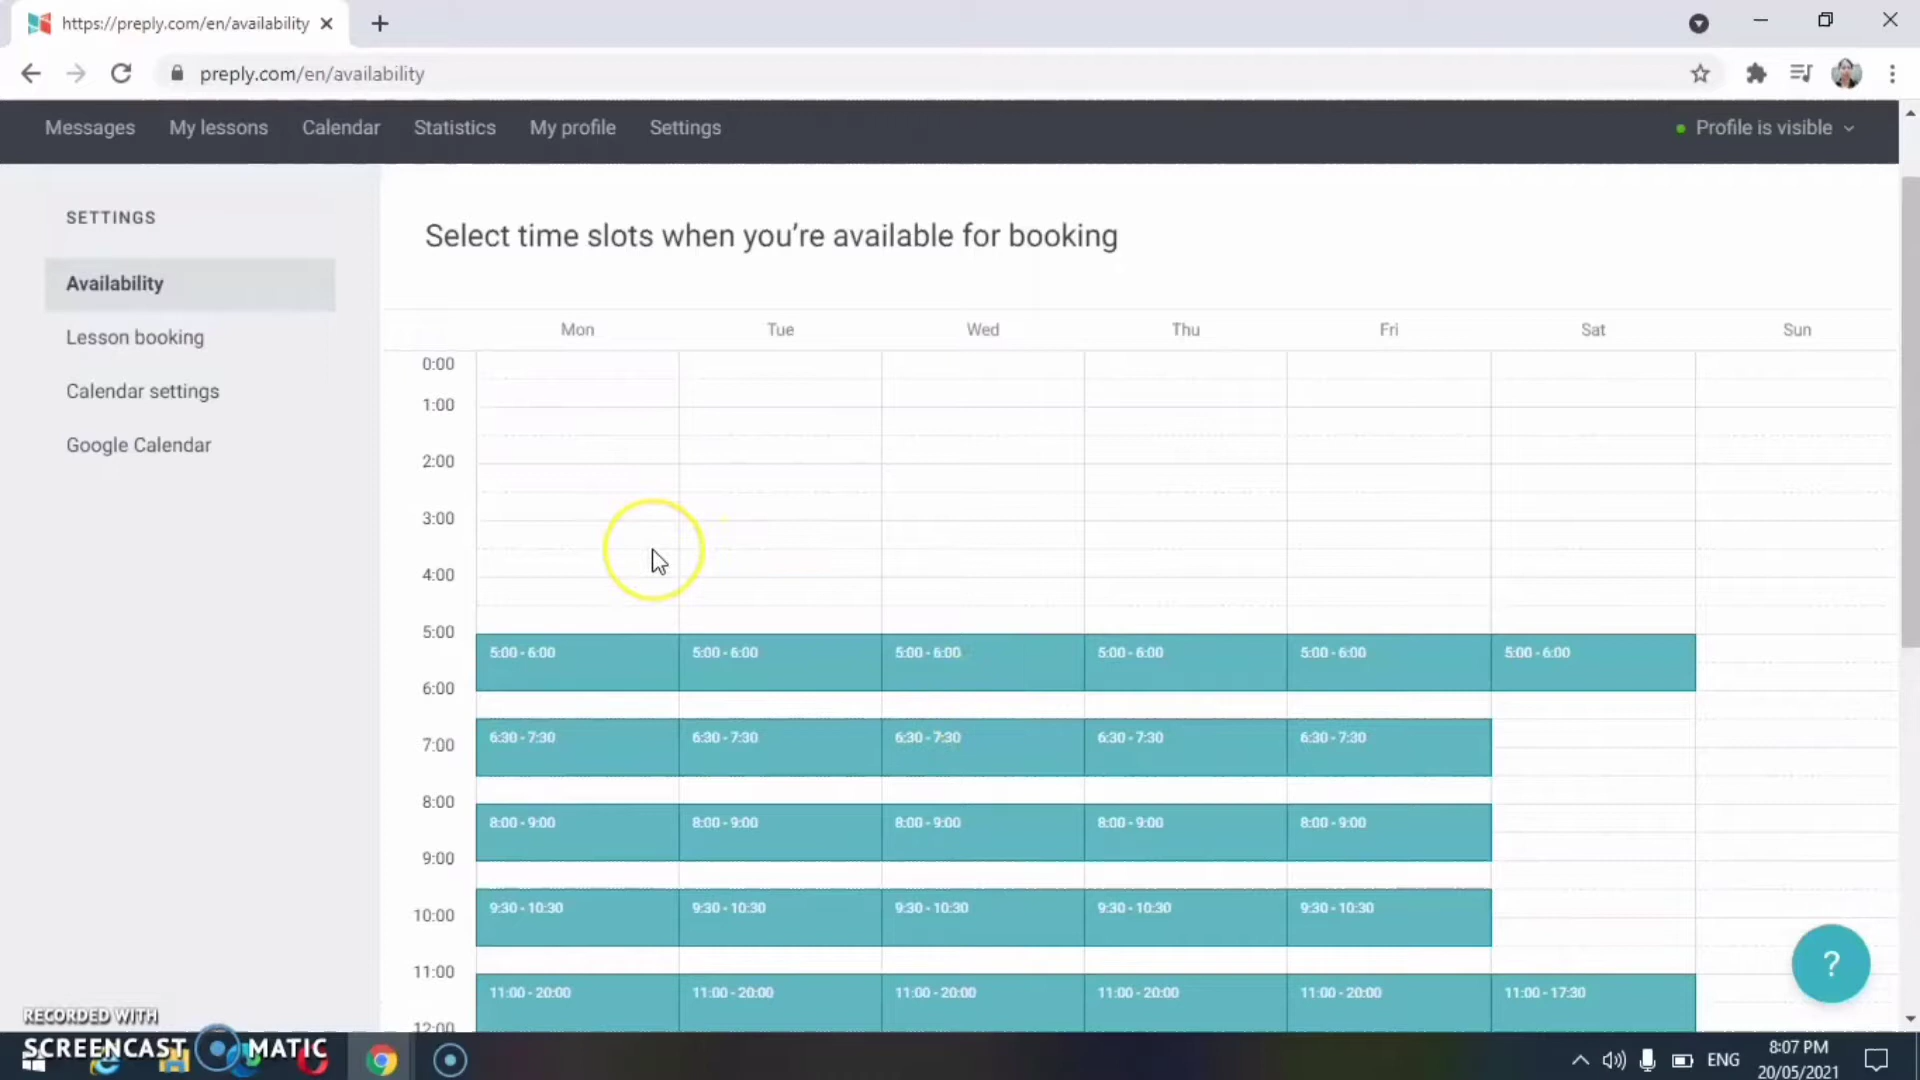 https://preply.com/en/availability
preply.com/en/availability
Messages My lessons Calendar Statistics My profile Settings Profile is visible
SETTINGS
Availability
Lesson booking
Calendar settings
Google Calendar
Select time slots when you're available for booking
Mon Tue Wed Thu Fri Sat Sun
0:00
1:00
2:00
3:00
4:00
5:00
5:00 - 6:00 5:00 - 6:00 5:00 - 6:00 5:00 - 6:00 5:00 - 6:00 5:00 - 6:00
6:00
6:30 - 7:30 6:30 - 7:30 6:30 - 7:30 6:30 - 7:30 6:30 - 7:30
7:00
8:00
8:00 - 9:00 8:00 - 9:00 8:00 - 9:00 8:00 - 9:00 8:00 - 9:00
9:00
9:30 - 10:30 9:30 - 10:30 9:30 - 10:30 9:30 - 10:30 9:30 - 10:30
10:00
11:00
11:00 - 20:00 11:00 - 20:00 11:00 - 20:00 11:00 - 20:00 11:00 - 20:00 11:00 - 17:30
12:00
?
RECORDED WITH
SCREENCAST MATIC
ENG
8:07 PM
20/05/2021